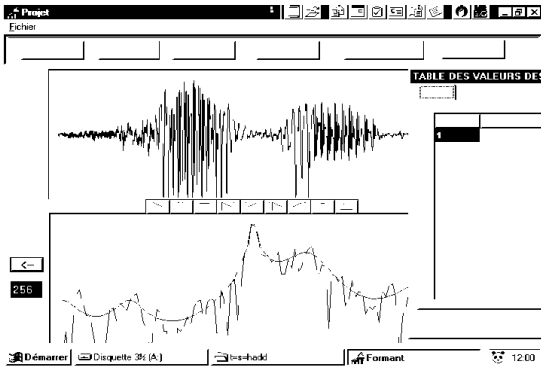 Projet
Fichier
TABLE DES VALEURS DES
1
<-
256
Démarrer
Disquette 3½ (A:)
t=s=hadd
Formant
12:00